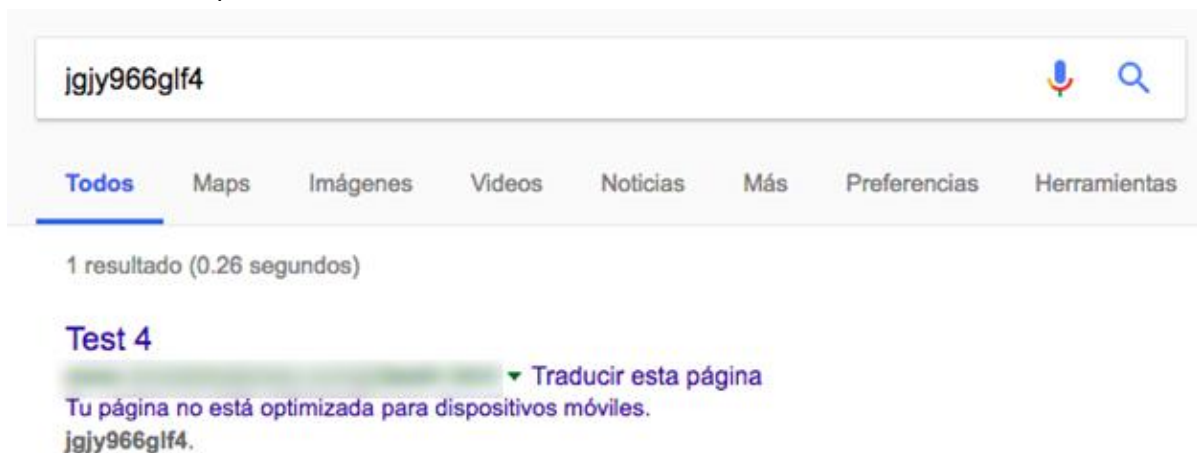 jgjy966glf4
Todos Maps Imágenes Videos Noticias Más Preferencias Herramientas
1 resultado (0.26 segundos)
Test 4
Traducir esta página
Tu página no está optimizada para dispositivos móviles.
jgjy966glf4.